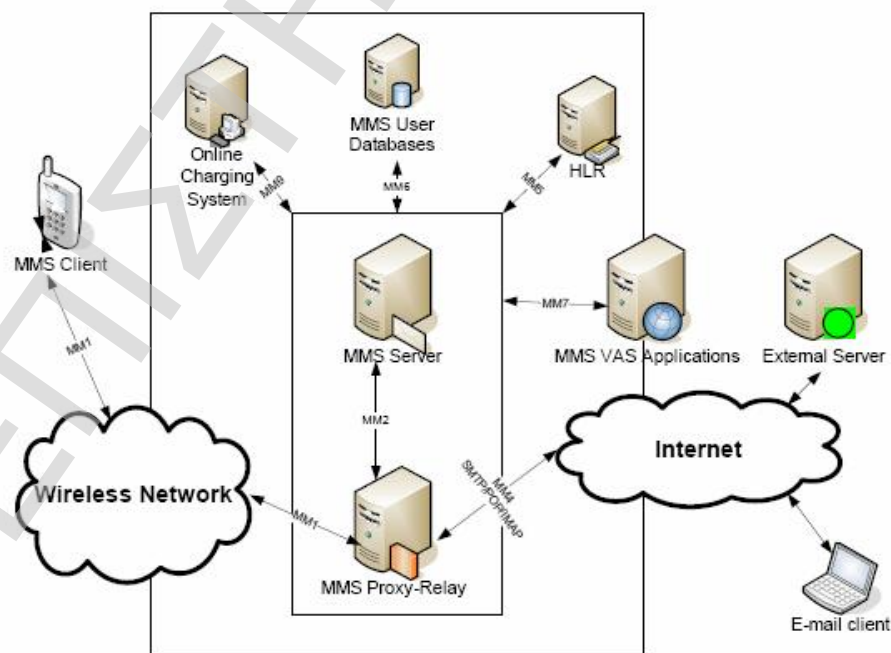 MMS User
Databases
Online
Charging
System
HLR
MM8
MM6
MM5
MMS Client
MM1
MMS Server
MM7
MMS VAS Applications
External Server
MM2
Internet
Wireless Network
MM1
MM4
SMTP/POP/IMAP
MMS Proxy-Relay
E-mail client